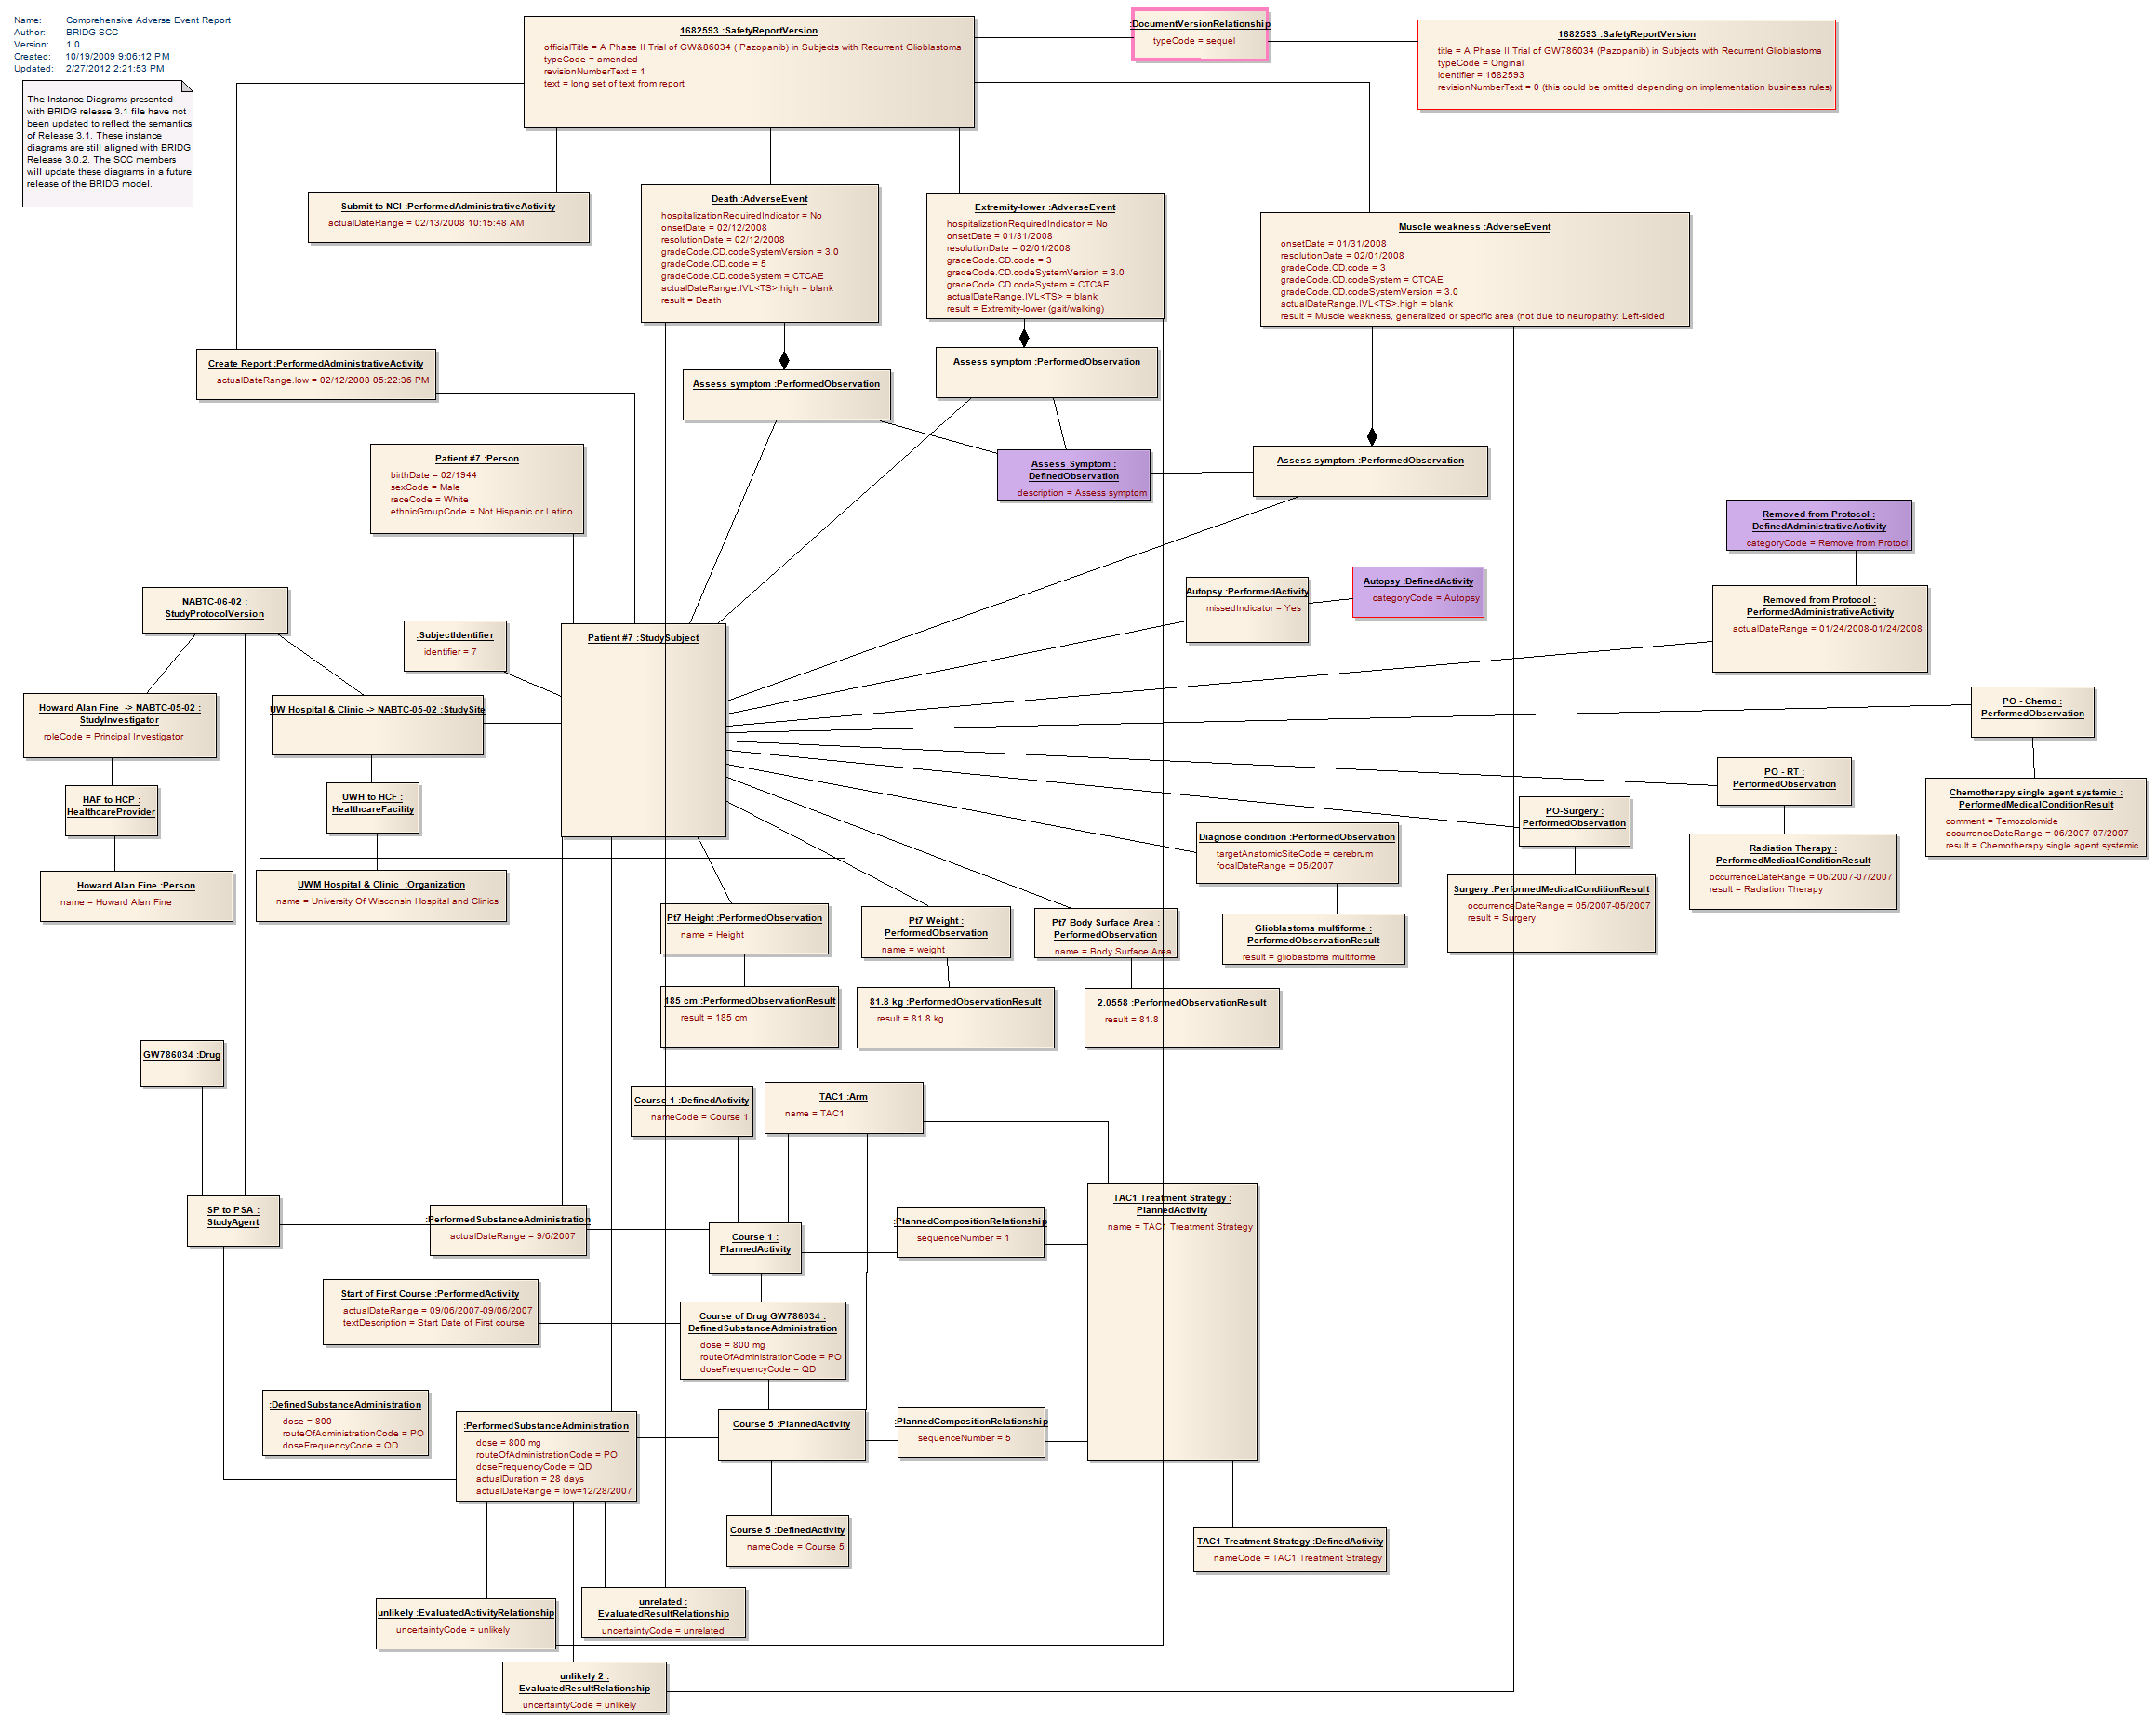 Name: Comprehensive Adverse Event Report
Author: BRIDG SCC
Version: 1.0
Created: 10/19/2009 9:06:12 PM
Updated: 2/27/2012 2:21:53 PM
The Instance Diagrams presented
with BRIDG release 3.1 file have not
been updated to reflect the semantics
of Release 3.1. These instance
diagrams are still aligned with BRIDG
Release 3.0.2. The SCC members
will update these diagrams in a future
release of the BRIDG model.
1682593 :SafetyReportVersion
officialTitle = A Phase II Trial of GW&86034 ( Pazopanib) in Subjects with Recurrent Glioblastoma
typeCode = amended
revisionNumberText = 1
text = long set of text from report
:DocumentVersionRelationship
typeCode = sequel
1682593 :SafetyReportVersion
title = A Phase II Trial of GW786034 (Pazopanib) in Subjects with Recurrent Glioblastoma
typeCode = Original
identifier = 1682593
revisionNumberText = 0 (this could be omitted depending on implementation business rules)
Submit to NCI :PerformedAdministrativeActivity
actualDateRange = 02/13/2008 10:15:48 AM
Death :AdverseEvent
hospitalizationRequiredIndicator = No
onsetDate = 02/12/2008
resolutionDate = 02/12/2008
gradeCode.CD.codeSystemVersion = 3.0
gradeCode.CD.code = 5
gradeCode.CD.codeSystem = CTCAE
actualDateRange.IVL<TS>.high = blank
result = Death
Extremity-lower :AdverseEvent
hospitalizationRequiredIndicator = No
onsetDate = 01/31/2008
resolutionDate = 02/01/2008
gradeCode.CD.code = 3
gradeCode.CD.codeSystemVersion = 3.0
gradeCode.CD.codeSystem = CTCAE
actualDateRange.IVL<TS> = blank
result = Extremity-lower (gait/walking)
Muscle weakness :AdverseEvent
onsetDate = 01/31/2008
resolutionDate = 02/01/2008
gradeCode.CD.code = 3
gradeCode.CD.codeSystem = CTCAE
gradeCode.CD.codeSystemVersion = 3.0
actualDateRange.IVL<TS>.high = blank
result = Muscle weakness, generalized or specific area (not due to neuropathy: Left-sided
Create Report :PerformedAdministrativeActivity
actualDateRange.low = 02/12/2008 05:22:36 PM
Assess symptom :PerformedObservation
Assess symptom :PerformedObservation
Assess symptom :PerformedObservation
Assess Symptom :
DefinedObservation
description = Assess symptom
Patient #7 :Person
birthDate = 02/1944
sexCode = Male
raceCode = White
ethnicGroupCode = Not Hispanic or Latino
Removed from Protocol :
DefinedAdministrativeActivity
categoryCode = Remove from Protocl
Autopsy :PerformedActivity
missedIndicator = Yes
Autopsy :DefinedActivity
categoryCode = Autopsy
Removed from Protocol :
PerformedAdministrativeActivity
actualDateRange = 01/24/2008-01/24/2008
NABTC-06-02 :
StudyProtocolVersion
:SubjectIdentifier
identifier = 7
Patient #7 :StudySubject
Howard Alan Fine -> NABTC-05-02 :
StudyInvestigator
roleCode = Principal Investigator
UW Hospital & Clinic -> NABTC-05-02 :StudySite
PO - Chemo :
PerformedObservation
HAF to HCP :
HealthcareProvider
UWH to HCF :
HealthcareFacility
PO - RT :
PerformedObservation
Chemotherapy single agent systemic :
PerformedMedicalConditionResult
comment = Temozolomide
occurrenceDateRange = 06/2007-07/2007
result = Chemotherapy single agent systemic
PO-Surgery :
PerformedObservation
Diagnose condition :PerformedObservation
targetAnatomicSiteCode = cerebrum
focalDateRange = 05/2007
Radiation Therapy :
PerformedMedicalConditionResult
occurrenceDateRange = 06/2007-07/2007
result = Radiation Therapy
Howard Alan Fine :Person
name = Howard Alan Fine
UWM Hospital & Clinic :Organization
name = University Of Wisconsin Hospital and Clinics
Surgery :PerformedMedicalConditionResult
occurrenceDateRange = 05/2007-05/2007
result = Surgery
Pt7 Height :PerformedObservation
name = Height
Pt7 Weight :
PerformedObservation
name = weight
Pt7 Body Surface Area :
PerformedObservation
name = Body Surface Area
Glioblastoma multiforme :
PerformedObservationResult
result = gliobastoma multiforme
185 cm :PerformedObservationResult
result = 185 cm
81.8 kg :PerformedObservationResult
result = 81.8 kg
2.0558 :PerformedObservationResult
result = 81.8
GW786034 :Drug
Course 1 :DefinedActivity
nameCode = Course 1
TAC1 :Arm
name = TAC1
SP to PSA :
StudyAgent
:PerformedSubstanceAdministration
actualDateRange = 9/6/2007
Course 1 :
PlannedActivity
:PlannedCompositionRelationship
sequenceNumber = 1
TAC1 Treatment Strategy :
PlannedActivity
name = TAC1 Treatment Strategy
Start of First Course :PerformedActivity
actualDateRange = 09/06/2007-09/06/2007
textDescription = Start Date of First course
Course of Drug GW786034 :
DefinedSubstanceAdministration
dose = 800 mg
routeOfAdministrationCode = PO
doseFrequencyCode = QD
:DefinedSubstanceAdministration
dose = 800
routeOfAdministrationCode = PO
doseFrequencyCode = QD
:PerformedSubstanceAdministration
dose = 800 mg
routeOfAdministrationCode = PO
doseFrequencyCode = QD
actualDuration = 28 days
actualDateRange = low=12/28/2007
Course 5 :PlannedActivity
:PlannedCompositionRelationship
sequenceNumber = 5
Course 5 :DefinedActivity
nameCode = Course 5
TAC1 Treatment Strategy :DefinedActivity
nameCode = TAC1 Treatment Strategy
unlikely :EvaluatedActivityRelationship
uncertaintyCode = unlikely
unrelated :
EvaluatedResultRelationship
uncertaintyCode = unrelated
unlikely 2 :
EvaluatedResultRelationship
uncertaintyCode = unlikely